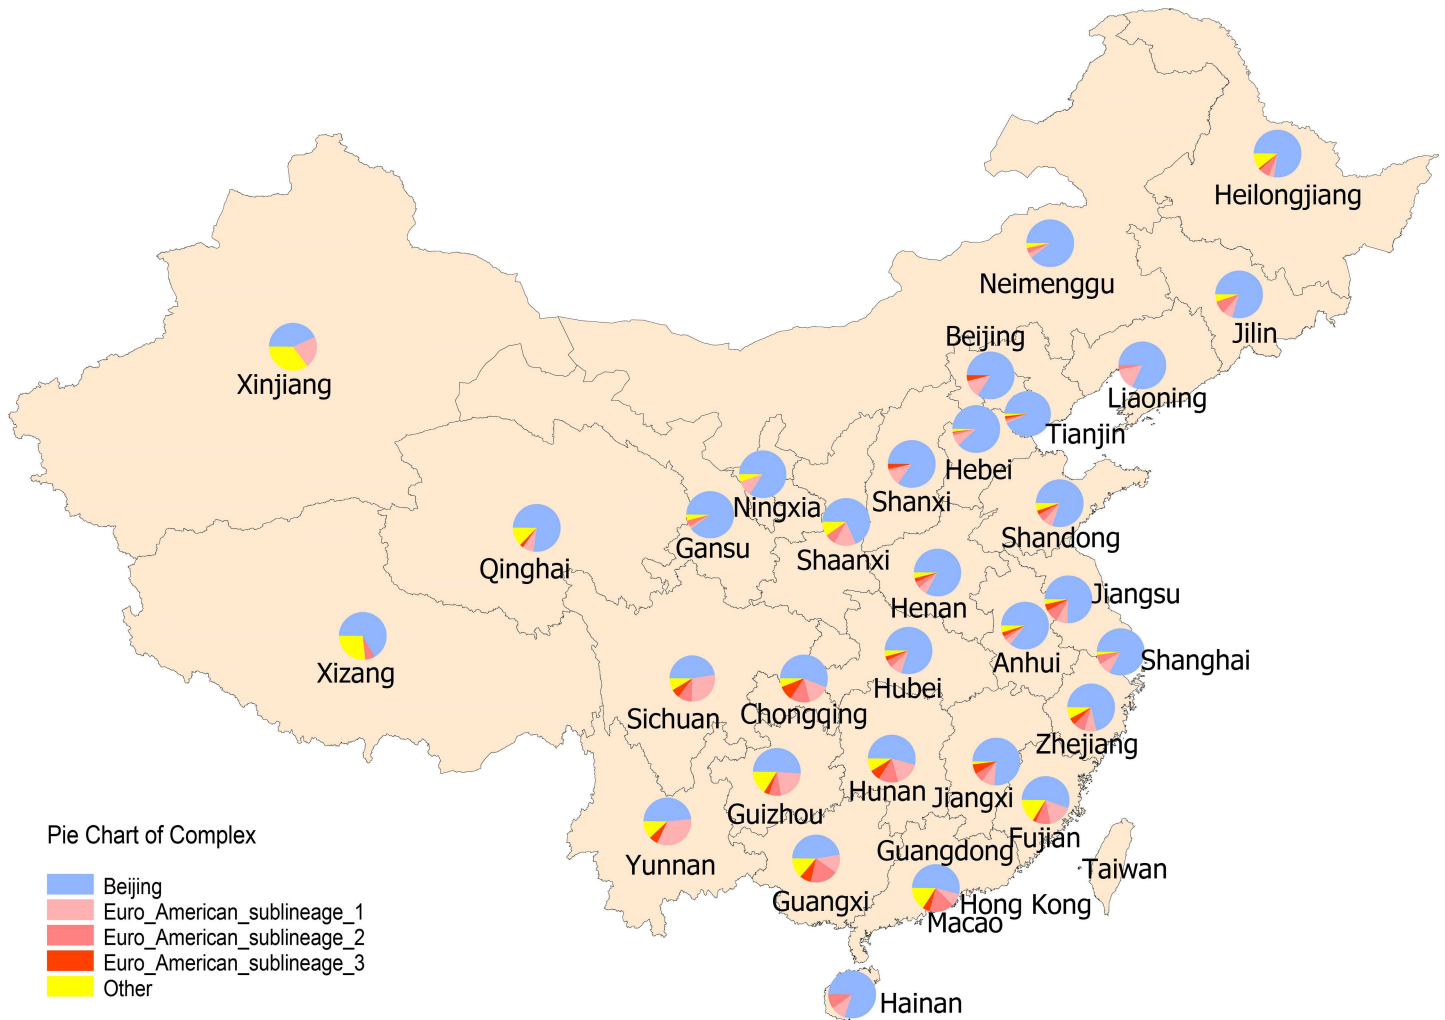 Heilongjiang
Neimenggu
Jilin
Beijing
Xinjiang
Liaoning
Tianjin
Hebei
Shanxi
Ningxia
Shandong
Gansu
Shaanxi
Qinghai
Jiangsu
Henan
Anhui
Shanghai
Xizang
Hubei
Sichuan
Chongqing
Zhejiang
Hunan
Jiangxi
Guizhou
Fujian
Guangdong
Yunnan
Taiwan
Guangxi
Hong Kong
Macao
Hainan
Pie Chart of Complex
Beijing
Euro_American_sublineage_1
Euro_American_sublineage_2
Euro_American_sublineage_3
Other